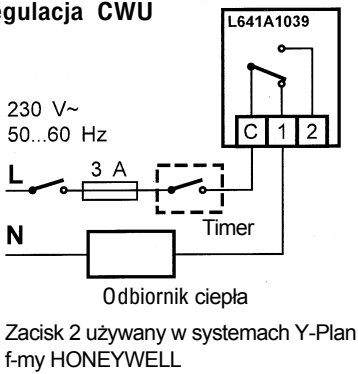 egulacja CWU
L641A1039
230 V~
50...60 Hz
C 1 2
L
3 A
Timer
N
Odbiornik ciepła
Zacisk 2 używany w systemach Y-Plan
f-my HONEYWELL